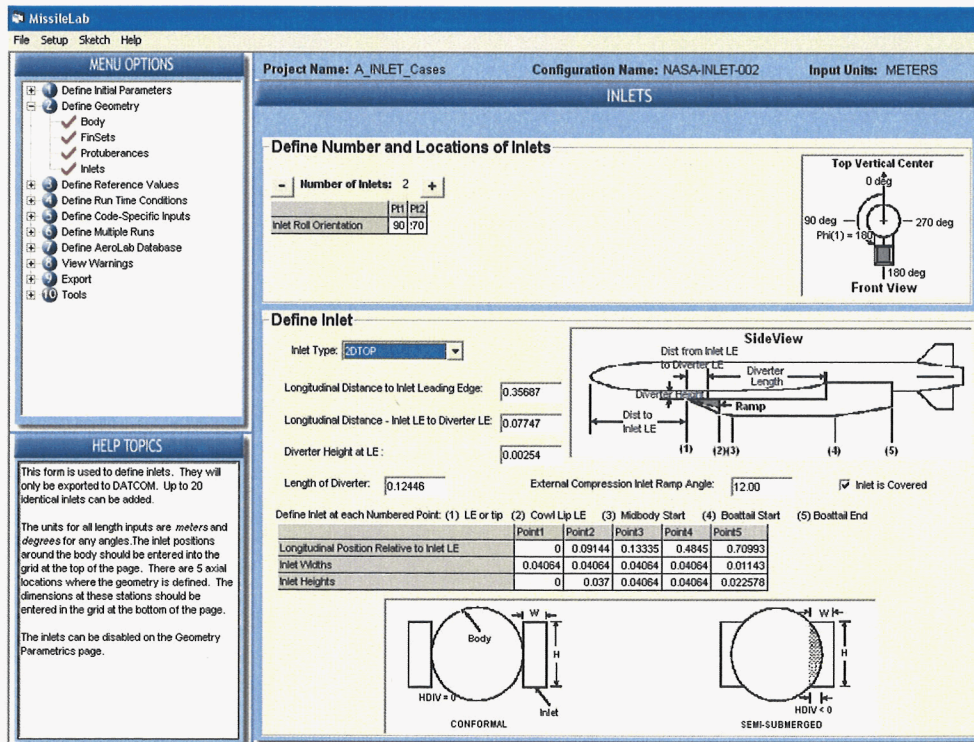 MissileLab
File Setup Sketch Help
MENU OPTIONS
1 Define Initial Parameters
2 Define Geometry
Body
FinSets
Protuberances
Inlets
3 Define Reference Values
4 Define Run Time Conditions
5 Define Code-Specific Inputs
6 Define Multiple Runs
7 Define AeroLab Database
8 View Warnings
9 Export
10 Tools
HELP TOPICS
This form is used to define inlets. They will
only be exported to DATCOM. Up to 20
identical inlets can be added.
The units for all length inputs are meters and
degrees for any angles.The inlet positions
around the body should be entered into the
grid at the top of the page. There are 5 axial
locations where the geometry is defined. The
dimensions at these stations should be
entered in the grid at the bottom of the page.
The inlets can be disabled on the Geometry
Parametrics page.
Project Name: A_INLET_Cases Configuration Name: NASA-INLET-002 Input Units: METERS
INLETS
Define Number and Locations of Inlets
- Number of Inlets: 2 +
Pt1 Pt2
Inlet Roll Orientation 90 :70
Top Vertical Center
0 deg
90 deg 270 deg
Phi(1) = 180
180 deg
Front View
Define Inlet
Inlet Type: 2DTOP
Longitudinal Distance to Inlet Leading Edge: 0.35687
Longitudinal Distance - Inlet LE to Diverter LE: 0.07747
Diverter Height at LE : 0.00254
Length of Diverter: 0.12446
External Compression Inlet Ramp Angle: 12.00
Inlet is Covered
SideView
Dist from Inlet LE
to Diverter LE
Diverter
Length
Diverter Height
Ramp
Dist to
Inlet LE
(1) (2)(3) (4) (5)
Define Inlet at each Numbered Point: (1) LE or tip (2) Cowl Lip LE (3) Midbody Start (4) Boattail Start (5) Boattail End
Point1 Point2 Point3 Point4 Point5
Longitudinal Position Relative to Inlet LE 0 0.09144 0.13335 0.4845 0.70993
Inlet Widths 0.04064 0.04064 0.04064 0.04064 0.01143
Inlet Heights 0 0.037 0.04064 0.04064 0.022578
W
Body
H
HDIV = 0
Inlet
CONFORMAL
W
H
HDIV < 0
SEMI-SUBMERGED